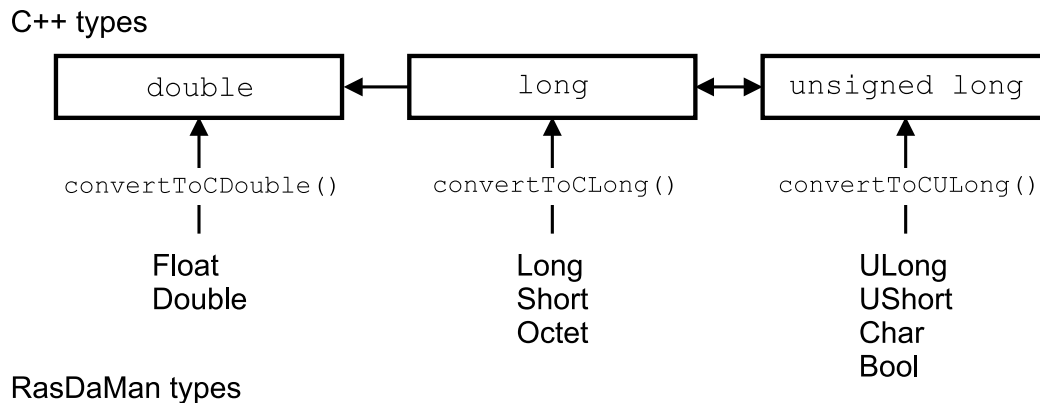 C++ types
double
long
unsigned long
convertToCDouble()
convertToCLong()
convertToCULong()
Float
Double
Long
Short
Octet
ULong
UShort
Char
Bool
RasDaMan types